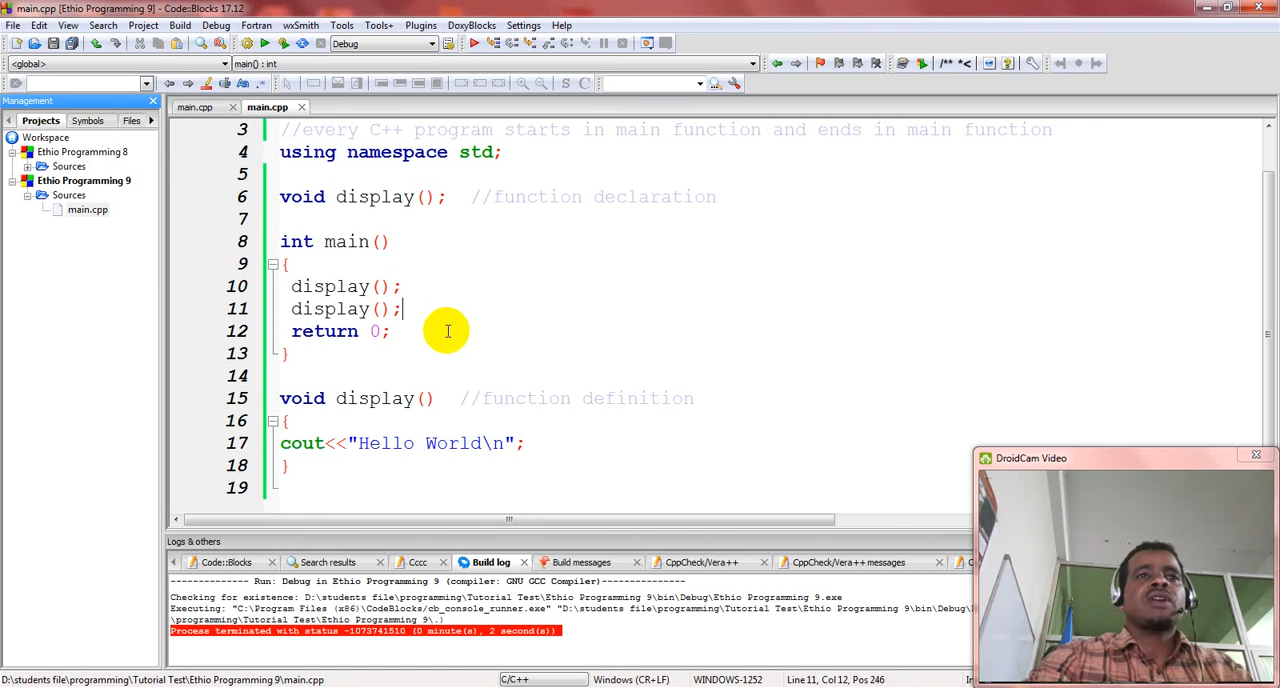 main.cpp [Ethio Programming 9] - Code::Blocks 17.12
File Edit View Search Project Build Debug Fortran wxSmith Tools Tools+ Plugins DoxyBlocks Settings Help
Debug
<global> main() : int
/** *<
S C
Management
Projects Symbols Files
Workspace
Ethio Programming 8
Sources
Ethio Programming 9
Sources
main.cpp
main.cpp main.cpp
3 //every C++ program starts in main function and ends in main function
4 using namespace std;
5
6 void display(); //function declaration
7
8 int main()
9 {
10 display();
11 display();
12 return 0;
13 }
14
15 void display() //function definition
16 {
17 cout<<"Hello World\n";
18 }
19
DroidCam Video
Logs & others
Code::Blocks Search results Cccc Build log Build messages CppCheck/Vera++ CppCheck/Vera++ messages
-------------- Run: Debug in Ethio Programming 9 (compiler: GNU GCC Compiler)---------------
Checking for existence: D:\students file\programming\Tutorial Test\Ethio Programming 9\bin\Debug\Ethio Programming 9.exe
Executing: "C:\Program Files (x86)\CodeBlocks/cb_console_runner.exe" "D:\students file\programming\Tutorial Test\Ethio Programming 9\bin\Debug\
\programming\Tutorial Test\Ethio Programming 9\.)
Process terminated with status -1073741510 (0 minute(s), 2 second(s))
D:\students file\programming\Tutorial Test\Ethio Programming 9\main.cpp C/C++ Windows (CR+LF) WINDOWS-1252 Line 11, Col 12, Pos 246